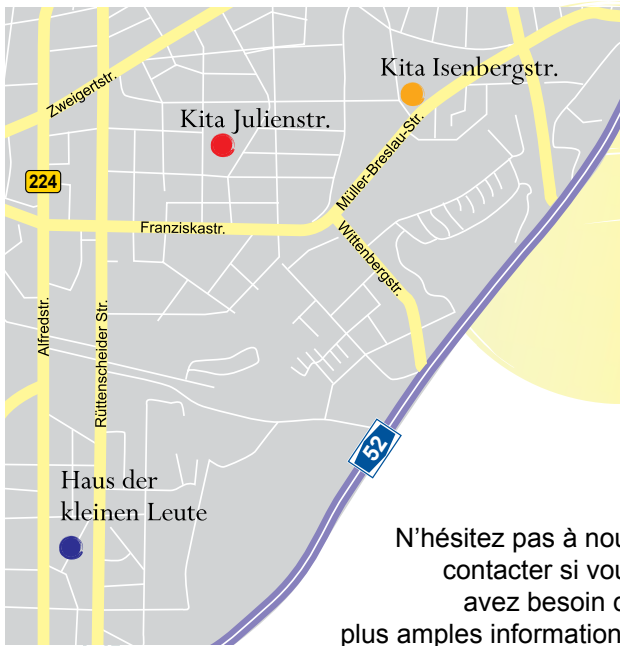 Kita Isenbergstr.
Zweigertstr.
Kita Julienstr.
Müller-Breslau-Str.
224
Franziskastr.
Wittenbergstr.
Alfredstr.
Rüttenscheider Str.
52
Haus der
kleinen Leute
N’hésitez pas à nou
contacter si vou
avez besoin d
plus amples information